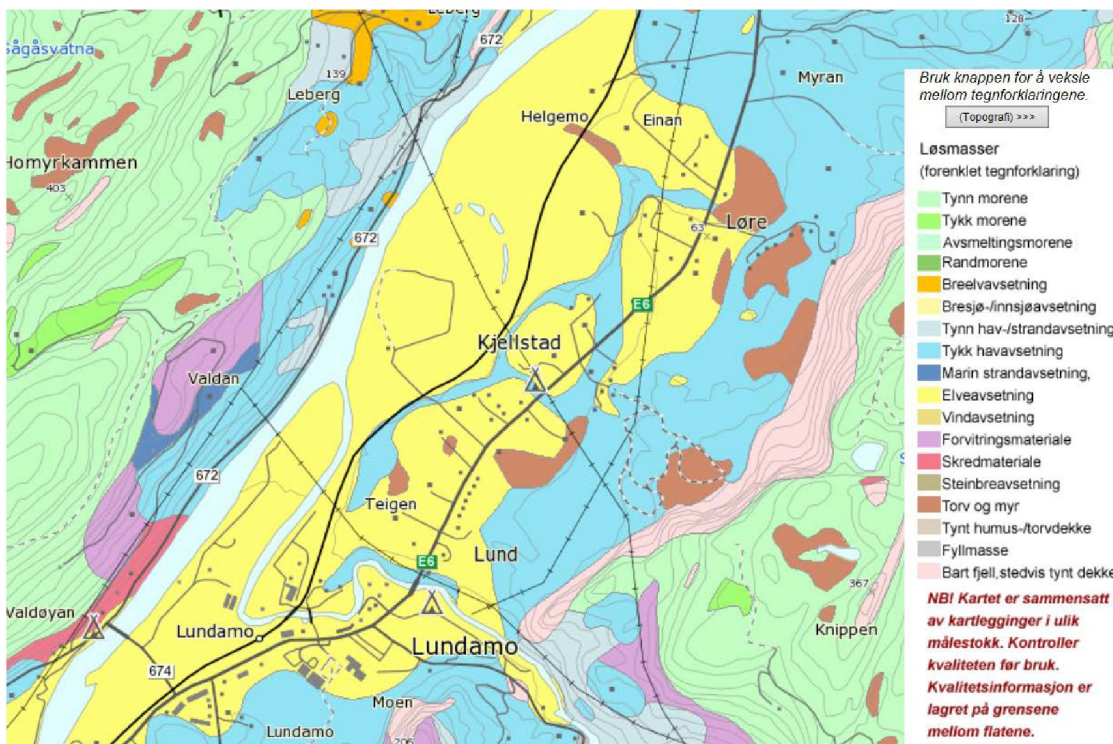 Leberg
Sågåsvatna
672
128
139
Leberg
Myran
Helgemo
Einan
Homyrkammen
403
672
63
Løre
E6
Kjellstad
Valdan
672
Teigen
E6
Lund
367
Valdøyan
Knippen
Lundamo
Lundamo
674
Moen
Lundamo
206
Bruk knappen for å veksle
mellom tegnforklaringene.
(Topografi) >>>
Løsmasser
(forenklet tegnforklaring)
Tynn morene
Tykk morene
Avsmeltingsmorene
Randmorene
Breelvavsetning
Bresjø-/innsjøavsetning
Tynn hav-/strandavsetning
Tykk havavsetning
Marin strandavsetning,
Elveavsetning
Vindavsetning
Forvitringsmateriale
Skredmateriale
Steinbreavsetning
Torv og myr
Tynt humus-/torvdekke
Fyllmasse
Bart fjell,stedvis tynt dekke
NB! Kartet er sammensatt
av kartlegginger i ulik
målestokk. Kontroller
kvaliteten før bruk.
Kvalitetsinformasjon er
lagret på grensene
mellom flatene.